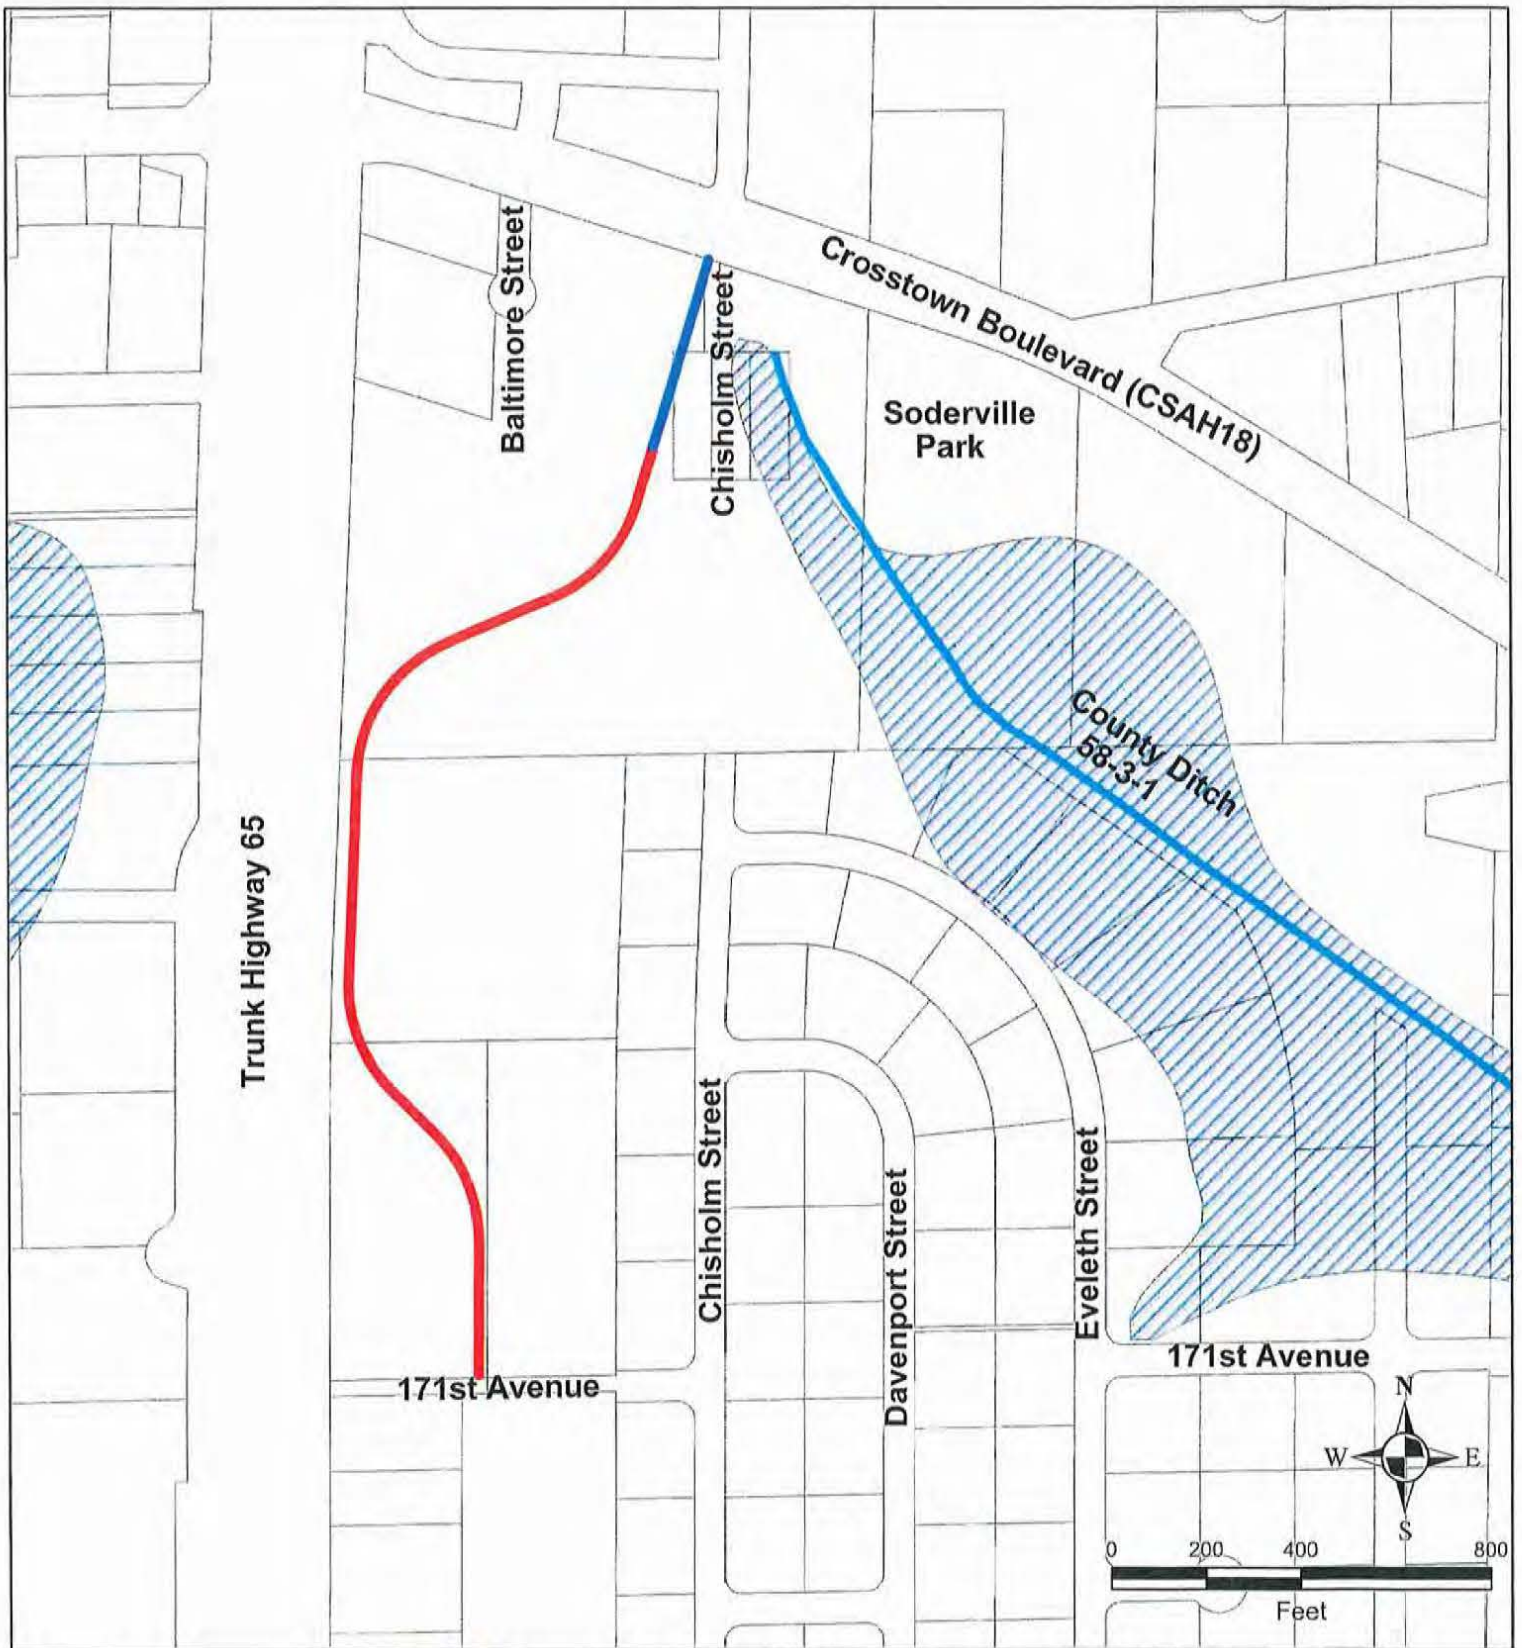 Baltimore Street
Chisholm Street
Crosstown Boulevard (CSAH18)
Soderville
Park
County Ditch
58-3-1
Trunk Highway 65
Chisholm Street
Davenport Street
Eveleth Street
171st Avenue
171st Avenue
N
W
E
S
0 200 400 800
Feet